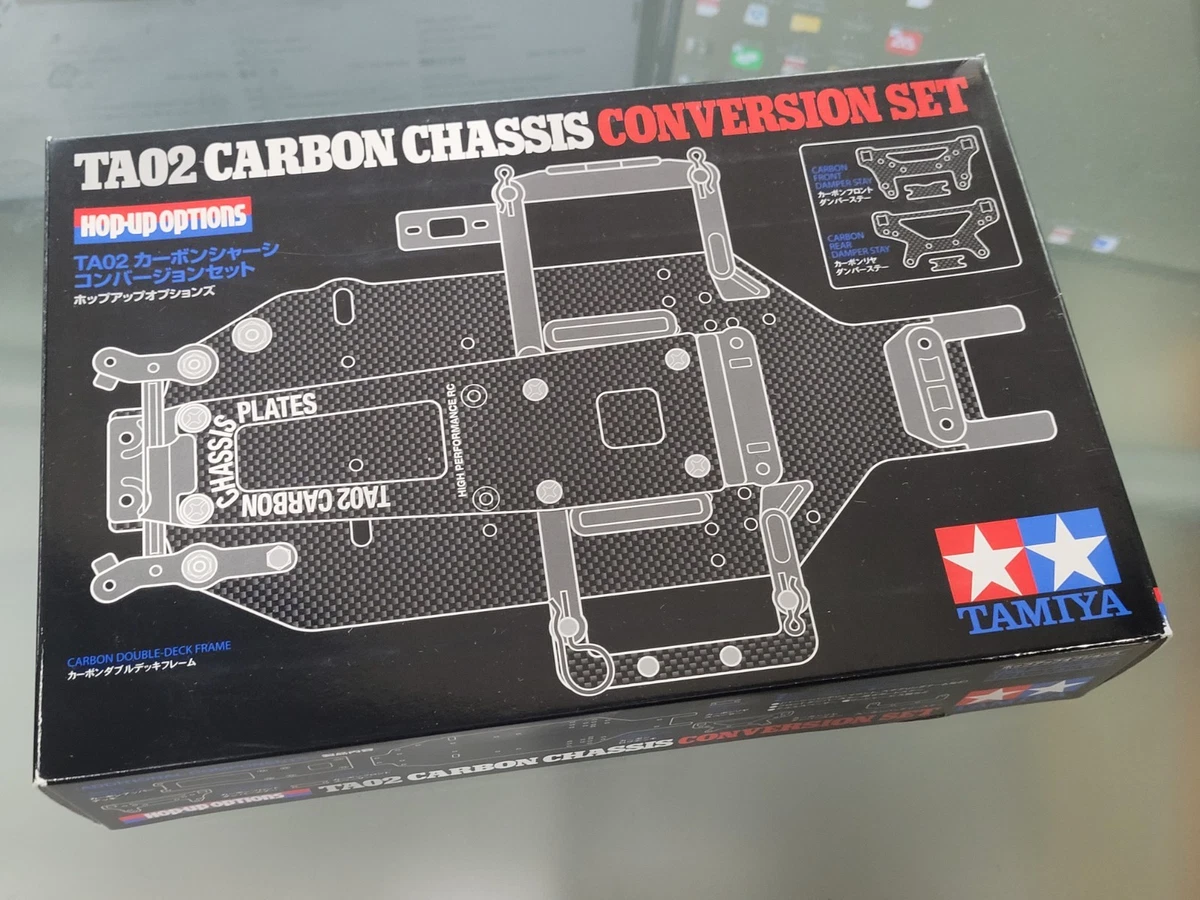 TA02 CARBON CHASSIS CONVERSION SET
HOP-UP OPTIONS
TA02 カーボンシャーシ
コンバージョンセット
ホップアップオプションズ
CARBON
FRONT
DAMPER STAY
カーボンフロント
ダンパーステー
CARBON
REAR
DAMPER STAY
カーボンリヤ
ダンパーステー
CHASSIS PLATES
TA02 CARBON
HIGH PERFORMANCE RC
TAMIYA
CARBON DOUBLE-DECK FRAME
カーボンダブルデッキフレーム
HOP-UP OPTIONS
TA02 CARBON CHASSIS CONVERSION SET